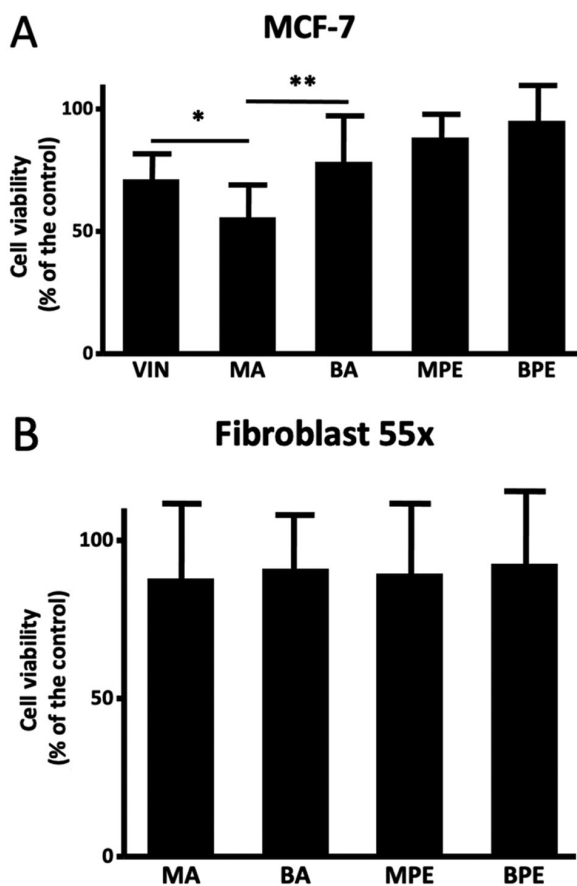 A
MCF-7
Cell viability
(% of the control)
100
50
0
*
**
VIN MA BA MPE BPE
B
Fibroblast 55x
Cell viability
(% of the control)
100
50
0
MA BA MPE BPE